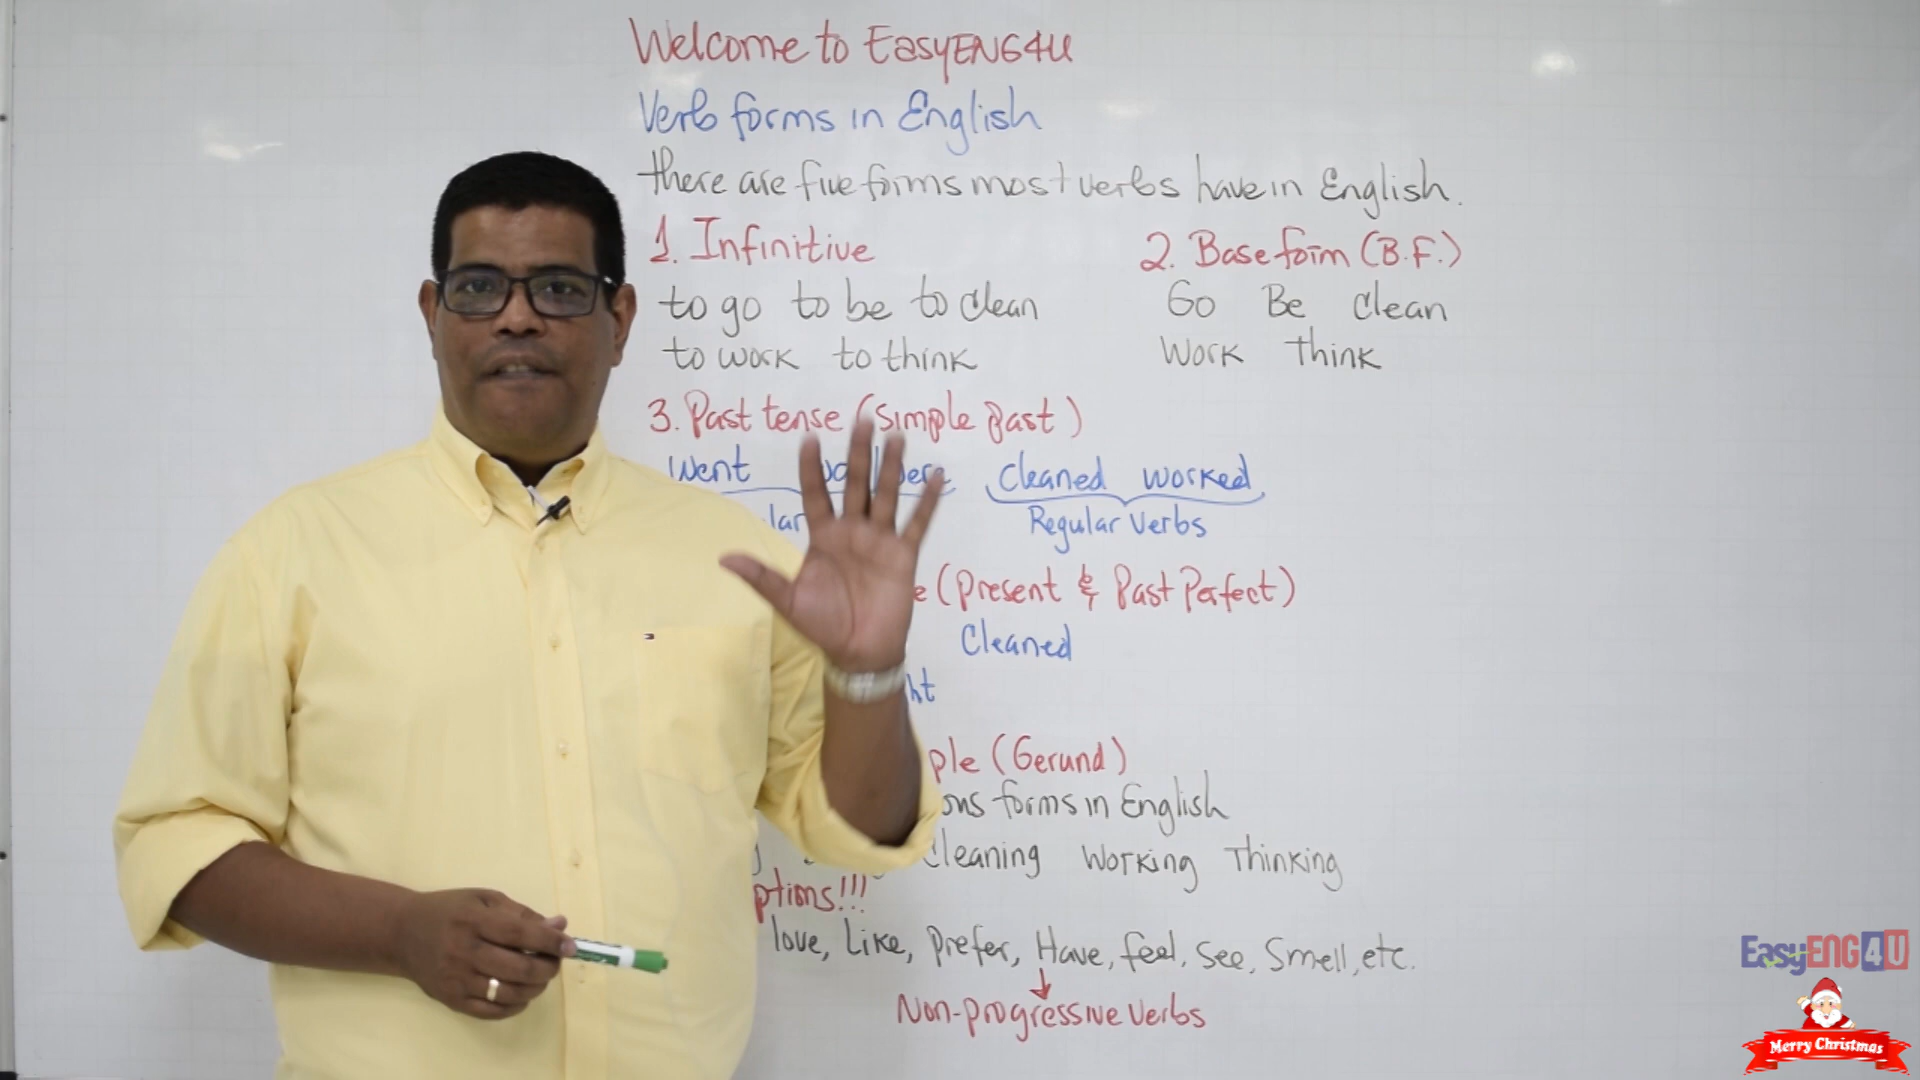 Welcome to EasyENG4U
Verb forms in English
there are five forms most verbs have in English.
1. Infinitive
to go to be to clean
to work to think
2. Base form (B.F.)
Go Be Clean
Work Think
3. Past tense (Simple past)
Went Cleaned Worked
Regular Verbs
(Present & Past Perfect)
Cleaned
(Gerund)
forms in English
Cleaning Working Thinking
love, Like, Prefer, Have, feel, see, Smell, etc.
Non-progressive Verbs
EasyENG4U
Merry Christmas